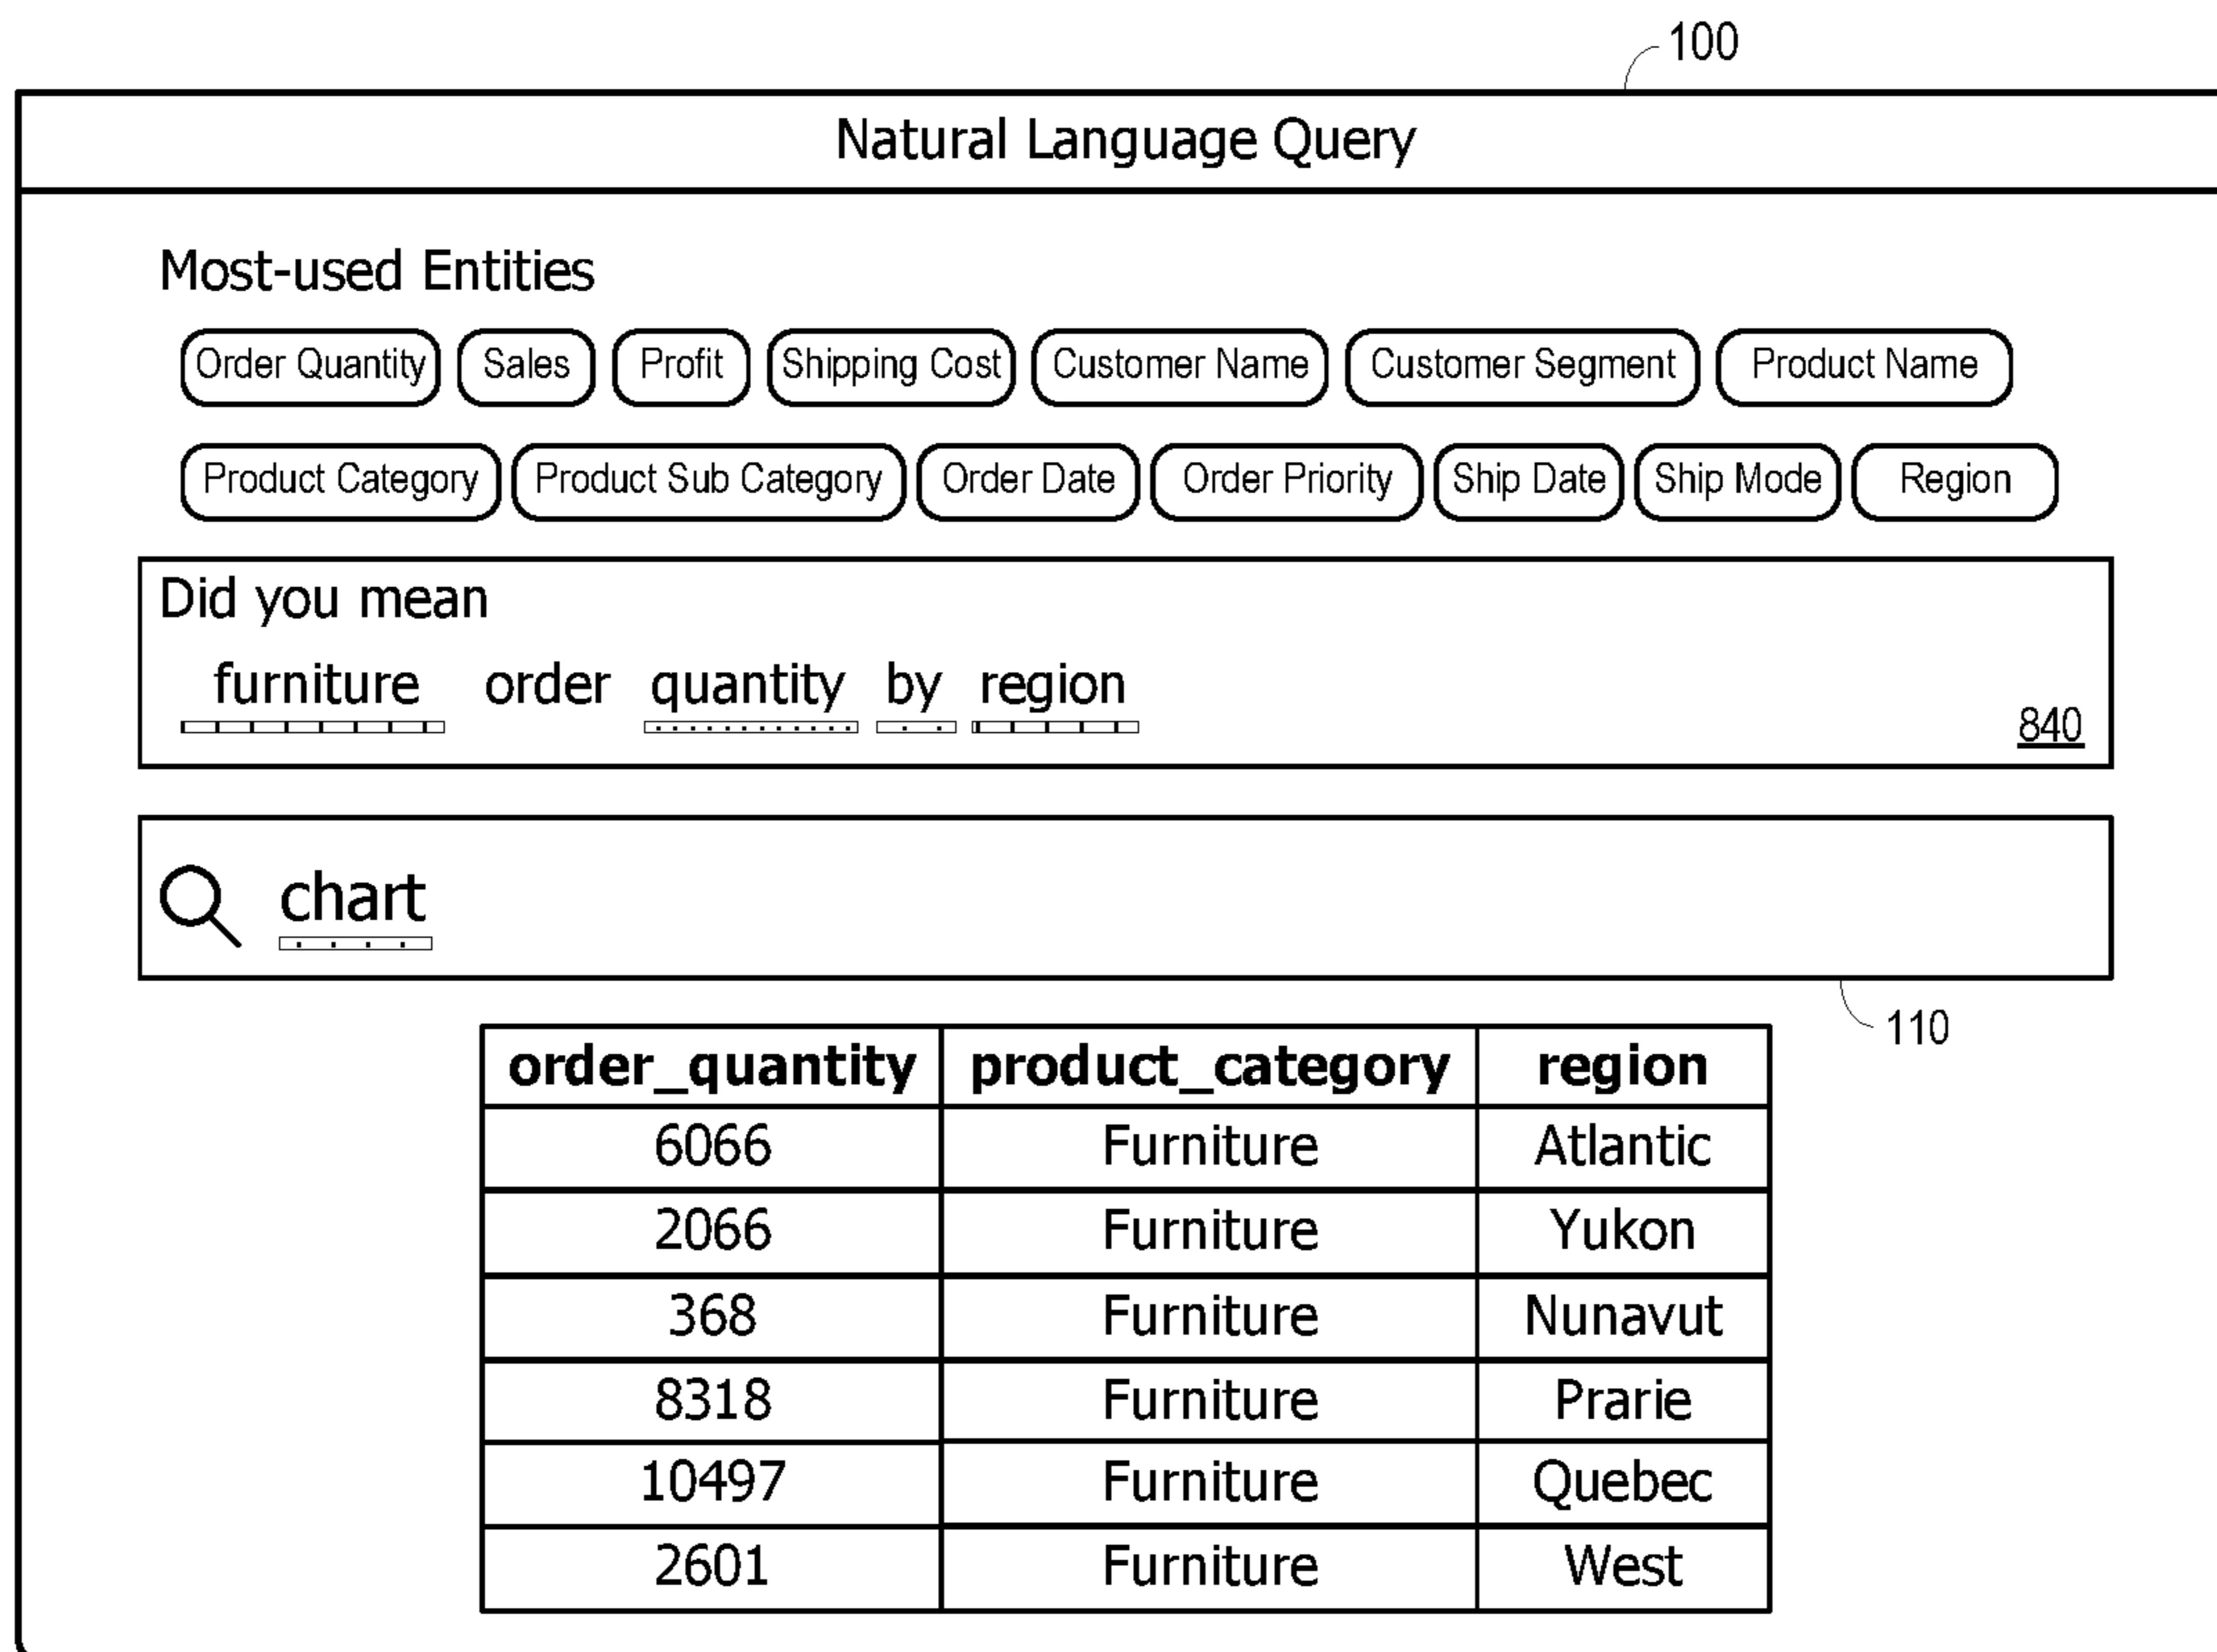 100
Natural Language Query
Most-used Entities
Order Quantity Sales Profit Shipping Cost Customer Name Customer Segment Product Name
Product Category Product Sub Category Order Date Order Priority Ship Date Ship Mode Region
Did you mean
furniture order quantity by region
840
chart
110
order_quantity product_category region
6066 Furniture Atlantic
2066 Furniture Yukon
368 Furniture Nunavut
8318 Furniture Prarie
10497 Furniture Quebec
2601 Furniture West